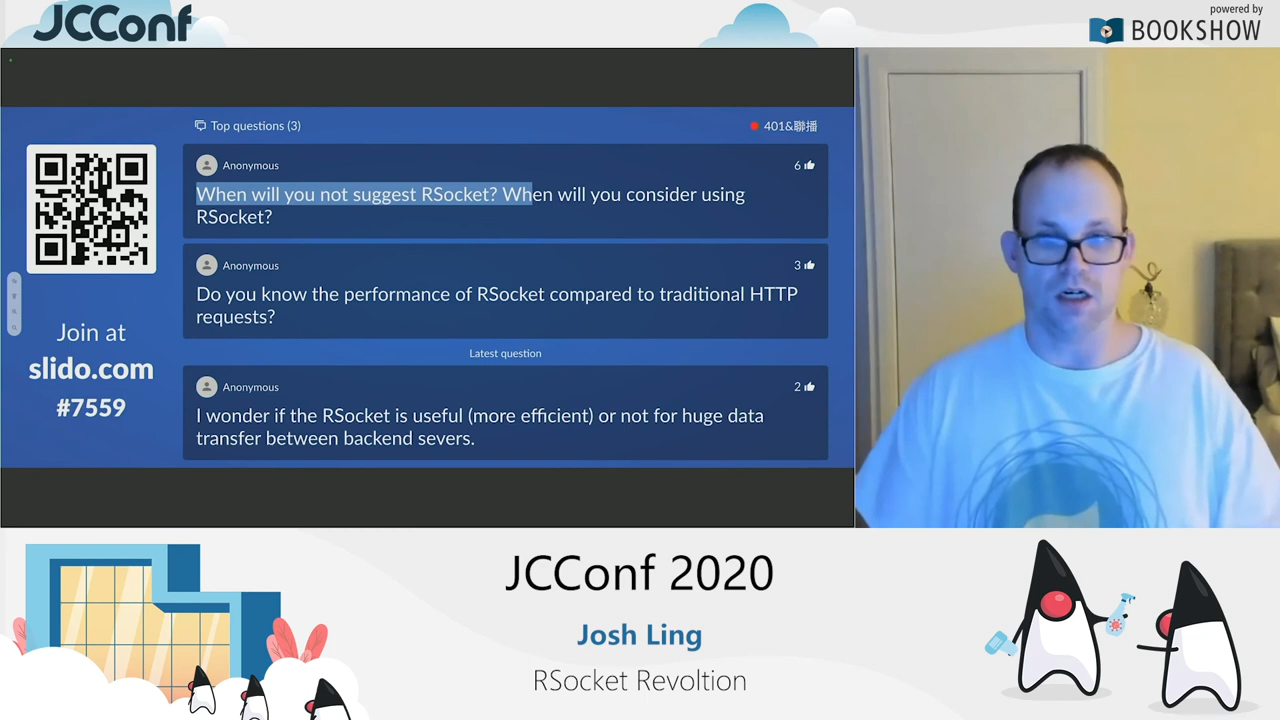 JCConf
powered by
BOOKSHOW
Top questions (3)
401&聯播
Anonymous
6
When will you not suggest RSocket? When will you consider using
RSocket?
Anonymous
3
Do you know the performance of RSocket compared to traditional HTTP
requests?
Latest question
Anonymous
2
I wonder if the RSocket is useful (more efficient) or not for huge data
transfer between backend severs.
Join at
slido.com
#7559
JCConf 2020
Josh Ling
RSocket Revoltion